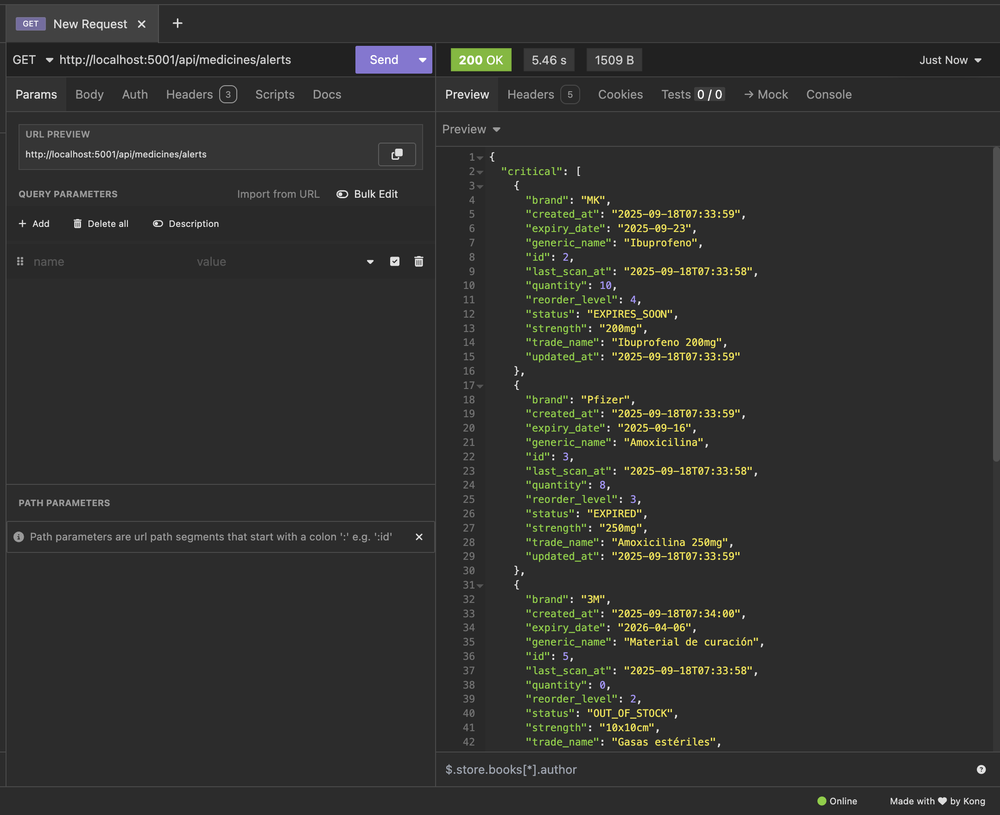 GET New Request
GET http://localhost:5001/api/medicines/alerts Send
200 OK 5.46 s 1509 B Just Now
Params Body Auth Headers 3 Scripts Docs
Preview Headers 5 Cookies Tests 0 / 0 → Mock Console
URL PREVIEW
http://localhost:5001/api/medicines/alerts
QUERY PARAMETERS Import from URL Bulk Edit
+ Add Delete all Description
name value
PATH PARAMETERS
Path parameters are url path segments that start with a colon ':' e.g. ':id'
Preview
1 {
2 "critical": [
3 {
4 "brand": "MK",
5 "created_at": "2025-09-18T07:33:59",
6 "expiry_date": "2025-09-23",
7 "generic_name": "Ibuprofeno",
8 "id": 2,
9 "last_scan_at": "2025-09-18T07:33:58",
10 "quantity": 10,
11 "reorder_level": 4,
12 "status": "EXPIRES_SOON",
13 "strength": "200mg",
14 "trade_name": "Ibuprofeno 200mg",
15 "updated_at": "2025-09-18T07:33:59"
16 },
17 {
18 "brand": "Pfizer",
19 "created_at": "2025-09-18T07:33:59",
20 "expiry_date": "2025-09-16",
21 "generic_name": "Amoxicilina",
22 "id": 3,
23 "last_scan_at": "2025-09-18T07:33:58",
24 "quantity": 8,
25 "reorder_level": 3,
26 "status": "EXPIRED",
27 "strength": "250mg",
28 "trade_name": "Amoxicilina 250mg",
29 "updated_at": "2025-09-18T07:33:59"
30 },
31 {
32 "brand": "3M",
33 "created_at": "2025-09-18T07:34:00",
34 "expiry_date": "2026-04-06",
35 "generic_name": "Material de curación",
36 "id": 5,
37 "last_scan_at": "2025-09-18T07:33:58",
38 "quantity": 0,
39 "reorder_level": 2,
40 "status": "OUT_OF_STOCK",
41 "strength": "10x10cm",
42 "trade_name": "Gasas estériles",
$.store.books[*].author
Online Made with ♥ by Kong